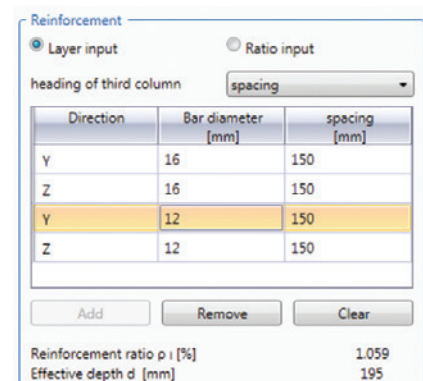 Reinforcement
Layer input Ratio input
heading of third column spacing
Direction Bar diameter [mm] spacing [mm]
Y 16 150
Z 16 150
Y 12 150
Z 12 150
Add Remove Clear
Reinforcement ratio ρ l [%] 1.059
Effective depth d [mm] 195